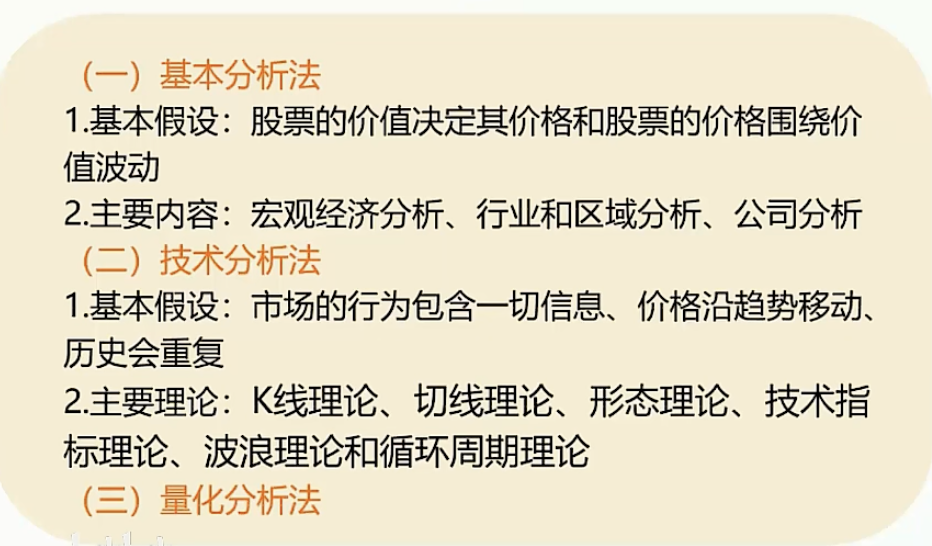 （一）基本分析法
1.基本假设：股票的价值决定其价格和股票的价格围绕价
值波动
2.主要内容：宏观经济分析、行业和区域分析、公司分析
（二）技术分析法
1.基本假设：市场的行为包含一切信息、价格沿趋势移动、
历史会重复
2.主要理论：K线理论、切线理论、形态理论、技术指
标理论、波浪理论和循环周期理论
（三）量化分析法